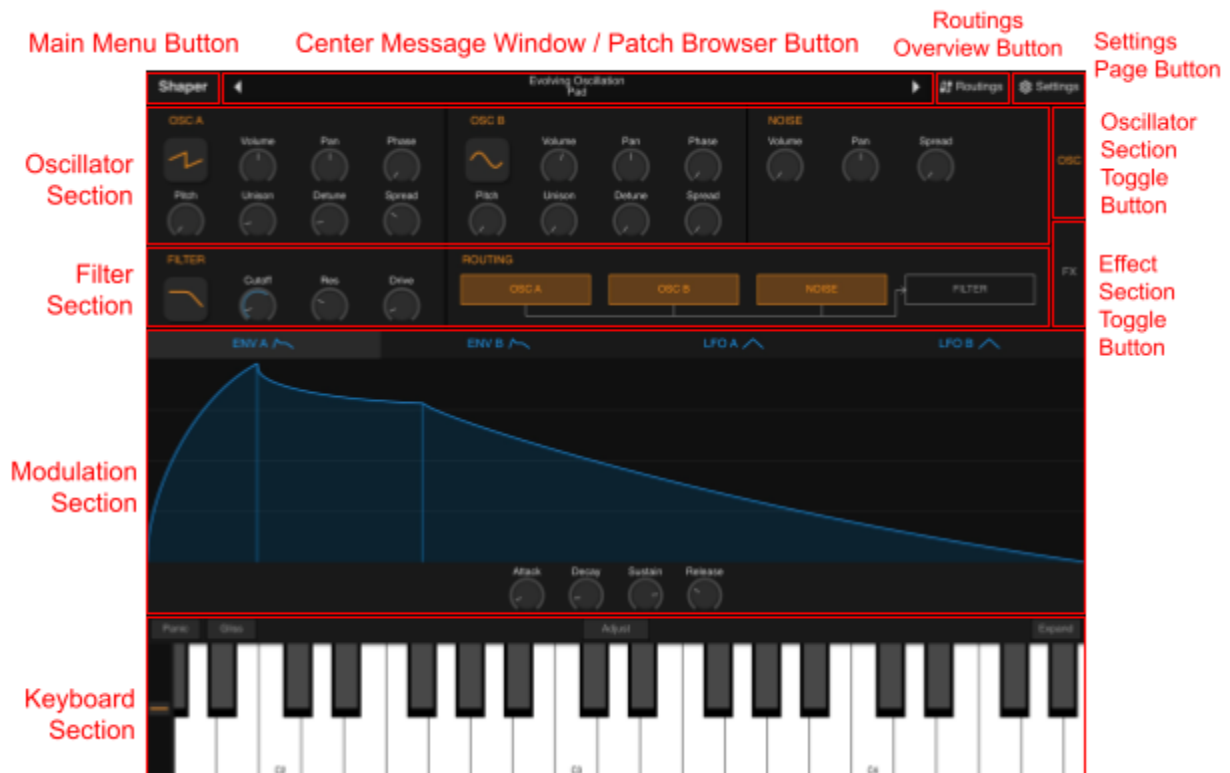 Main Menu Button
Center Message Window / Patch Browser Button
Routings
Overview Button
Settings
Page Button
Shaper
Evolving Oscillation
Pad
Routings
Settings
Oscillator
Section
OSC A
Volume Pan Phase
Pitch Unison Detune Spread
OSC B
Volume Pan Phase
Pitch Unison Detune Spread
NOISE
Volume Pan Spread
OSC
Oscillator
Section
Toggle
Button
Filter
Section
FILTER
Cutoff Res Drive
ROUTING
OSC A OSC B NOISE FILTER
FX
Effect
Section
Toggle
Button
Modulation
Section
ENV A ENV B LFO A LFO B
Attack Decay Sustain Release
Keyboard
Section
Panic Gliss Adjust Expand
C2 C3 C4